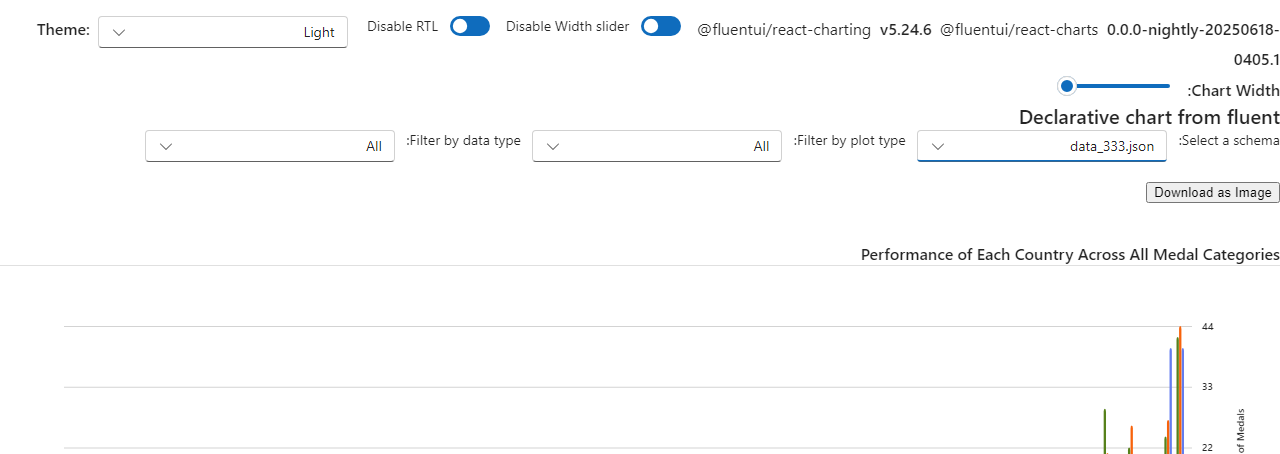 Theme: Light Disable RTL Disable Width slider @fluentui/react-charting v5.24.6 @fluentui/react-charts 0.0.0-nightly-20250618-
0405.1
:Chart Width
Declarative chart from fluent
:Select a schema data_333.json :Filter by plot type All :Filter by data type All
Download as Image
Performance of Each Country Across All Medal Categories
44
33
22
of Medals